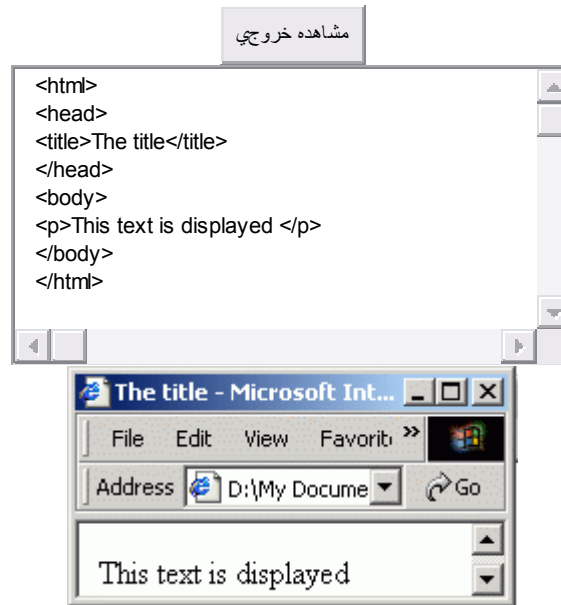 مشاهده خروجي
<html>
<head>
<title>The title</title>
</head>
<body>
<p>This text is displayed </p>
</body>
</html>
The title - Microsoft Int...
File Edit View Favorit »
Address D:\My Docume Go
This text is displayed